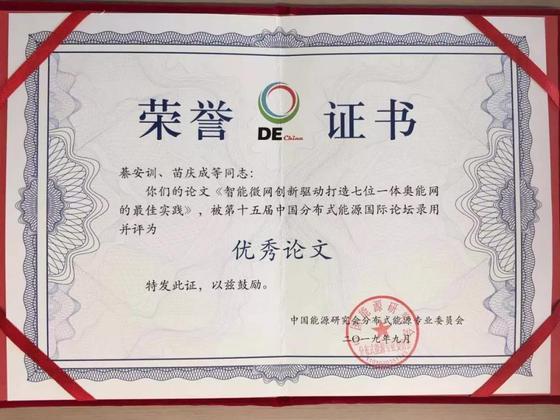 荣誉 DE China 证书
綦安训、苗庆成等同志：
你们的论文《智能微网创新驱动打造七位一体奥能网
的最佳实践》，被第十五届中国分布式能源国际论坛录用
并评为
优秀论文
特发此证，以兹鼓励。
中国能源研究会分布式能源专业委员会
二〇一九年九月